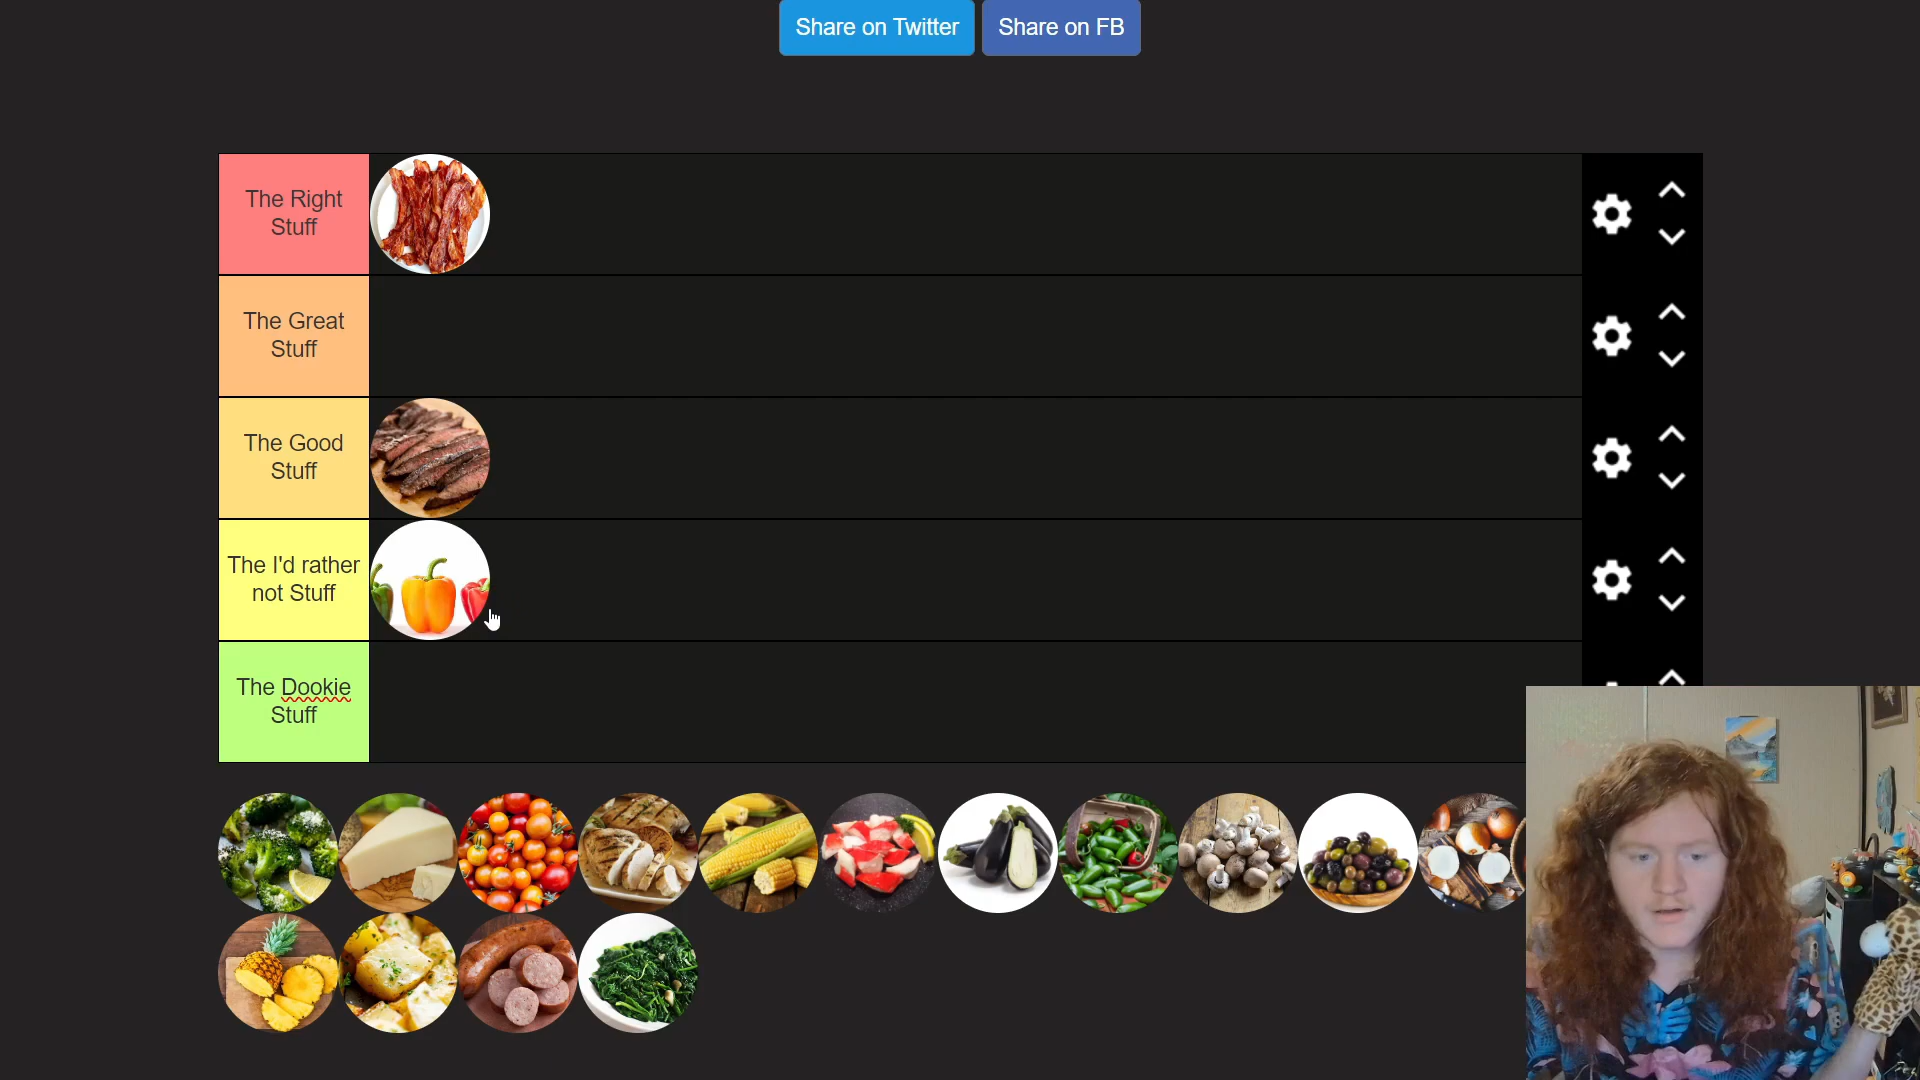 Share on Twitter
Share on FB
The Right
Stuff
The Great
Stuff
The Good
Stuff
The I'd rather
not Stuff
The Dookie
Stuff